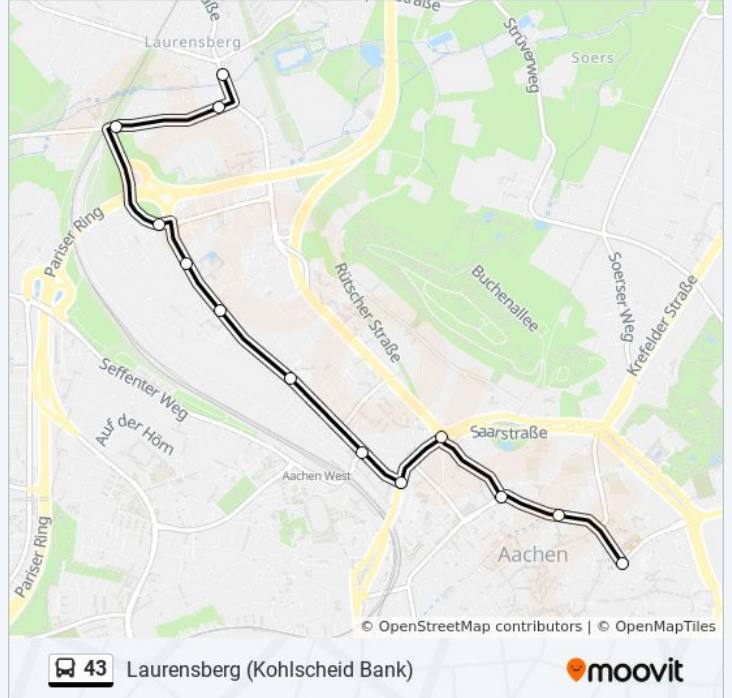 Laurensberg
Strüverweg
Soers
Pariser Ring
Rütscher Straße
Buchenallee
Soerser Weg
Krefelder Straße
Seffenter Weg
Auf der Hörn
Saarstraße
Aachen West
Aachen
Pariser Ring
© OpenStreetMap contributors | © OpenMapTiles
43 Laurensberg (Kohlscheid Bank)
moovit